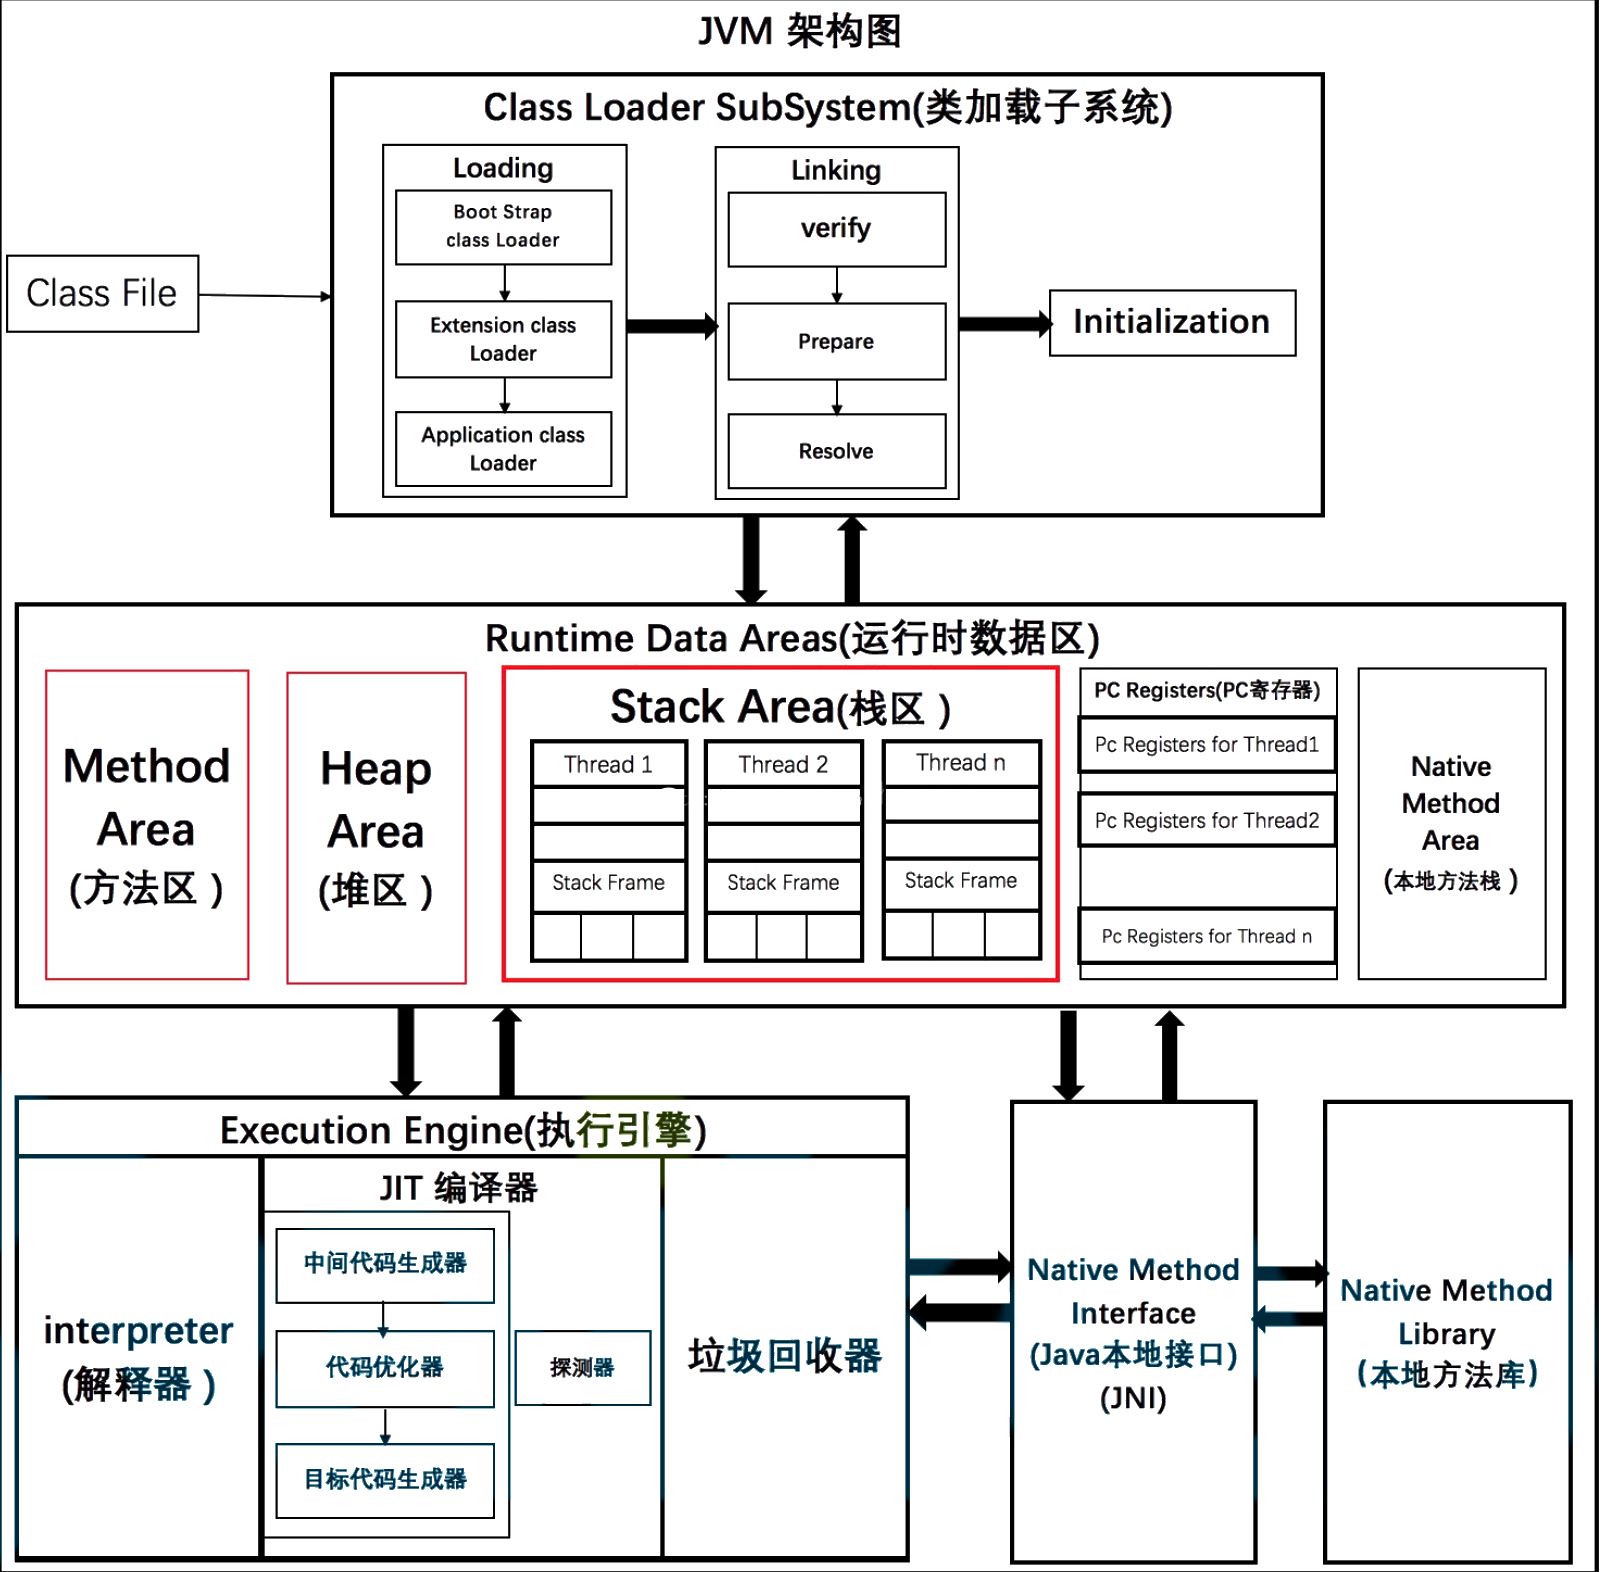 JVM 架构图
Class Loader SubSystem(类加载子系统)
Loading
Boot Strap
class Loader
Extension class
Loader
Application class
Loader
Linking
verify
Prepare
Resolve
Initialization
Class File
Runtime Data Areas(运行时数据区)
Method
Area
(方法区 )
Heap
Area
(堆区 )
Stack Area(栈区 )
Thread 1
Stack Frame
Thread 2
Stack Frame
Thread n
Stack Frame
PC Registers(PC寄存器)
Pc Registers for Thread1
Pc Registers for Thread2
Pc Registers for Thread n
Native
Method
Area
(本地方法栈 )
Execution Engine(执行引擎)
interpreter
(解释器 )
JIT 编译器
中间代码生成器
代码优化器
目标代码生成器
探测器
垃圾回收器
Native Method
Interface
(Java本地接口)
(JNI)
Native Method
Library
(本地方法库)